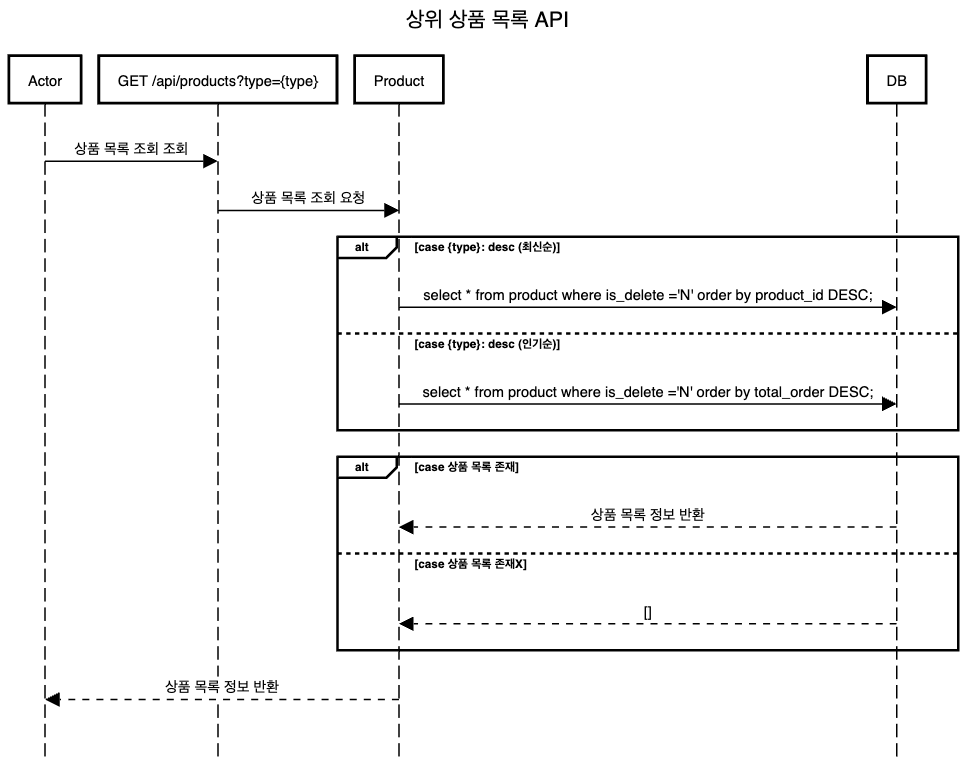 상위 상품 목록 API
Actor
GET /api/products?type={type}
Product
DB
상품 목록 조회 조회
상품 목록 조회 요청
alt
[case {type}: desc (최신순)]
select * from product where is_delete ='N' order by product_id DESC;
[case {type}: desc (인기순)]
select * from product where is_delete ='N' order by total_order DESC;
alt
[case 상품 목록 존재]
상품 목록 정보 반환
[case 상품 목록 존재X]
[]
상품 목록 정보 반환